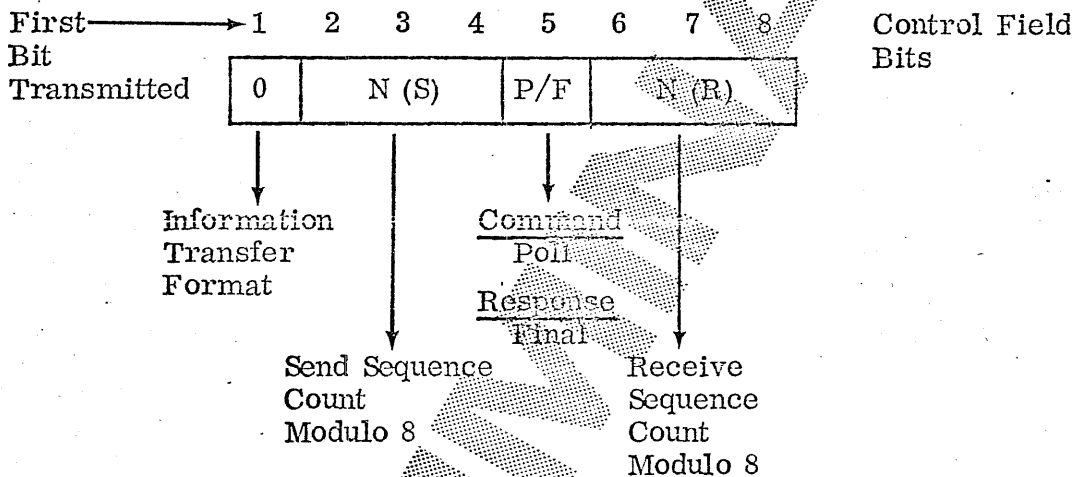 First 1 2 3 4 5 6 7 8 Control Field
Bit Bits
Transmitted 0 N (S) P/F N (R)
Information
Transfer
Format
Command
Poll
Response
Final
Send Sequence
Count
Modulo 8
Receive
Sequence
Count
Modulo 8